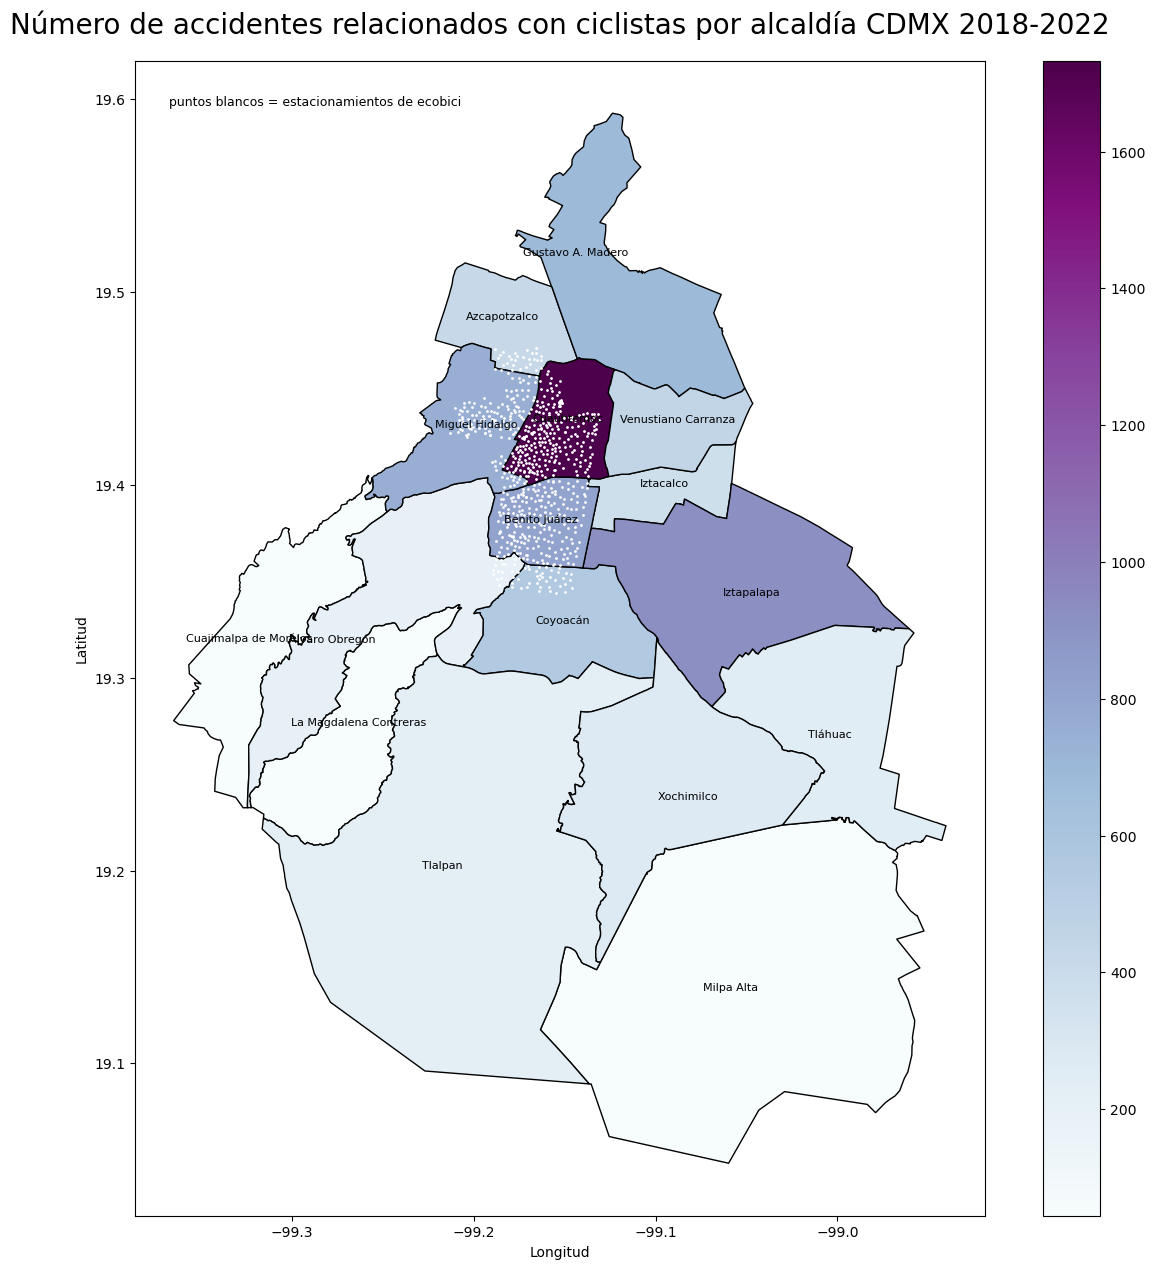 Número de accidentes relacionados con ciclistas por alcaldía CDMX 2018-2022
puntos blancos = estacionamientos de ecobici
19.6
19.5
19.4
19.3
19.2
19.1
Latitud
Gustavo A. Madero
Azcapotzalco
Miguel Hidalgo
Venustiano Carranza
Iztacalco
Benito Juárez
Iztapalapa
Coyoacán
Cuajimalpa de Morelos
Álvaro Obregón
La Magdalena Contreras
Tláhuac
Xochimilco
Tlalpan
Milpa Alta
−99.3
−99.2
−99.1
−99.0
Longitud
1600
1400
1200
1000
800
600
400
200